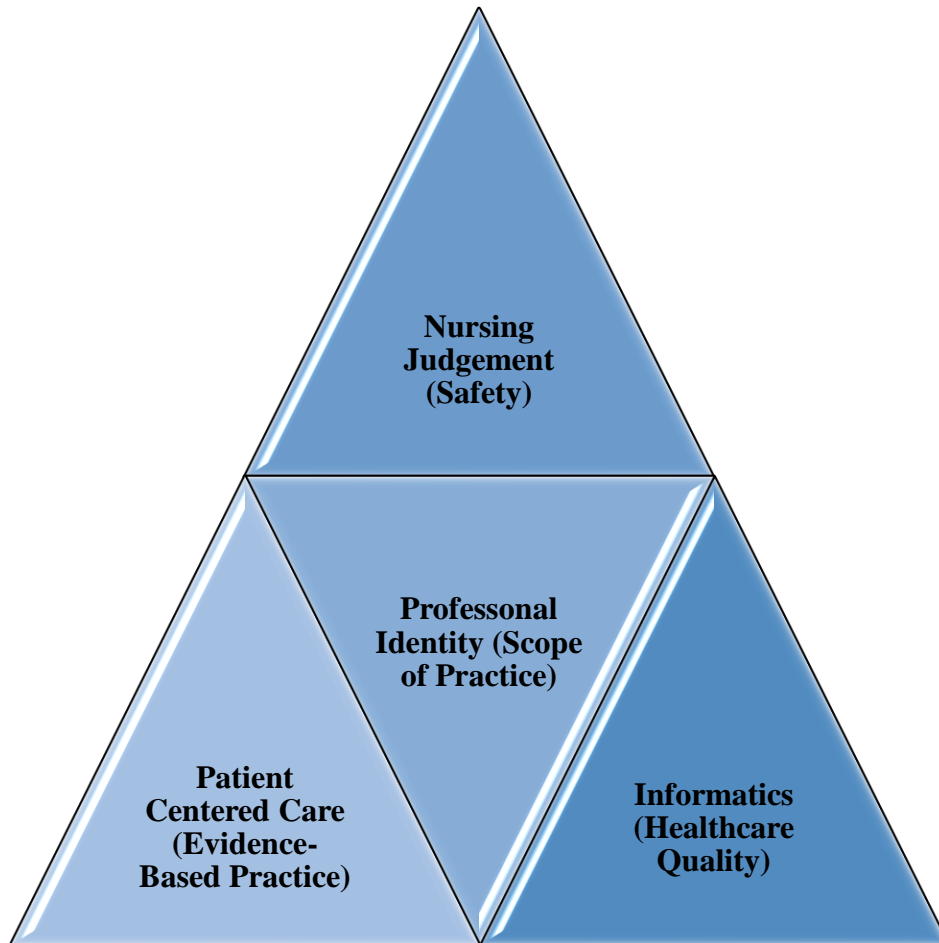 Nursing
Judgement
(Safety)
Professonal
Identity (Scope
of Practice)
Patient
Centered Care
(Evidence-
Based Practice)
Informatics
(Healthcare
Quality)